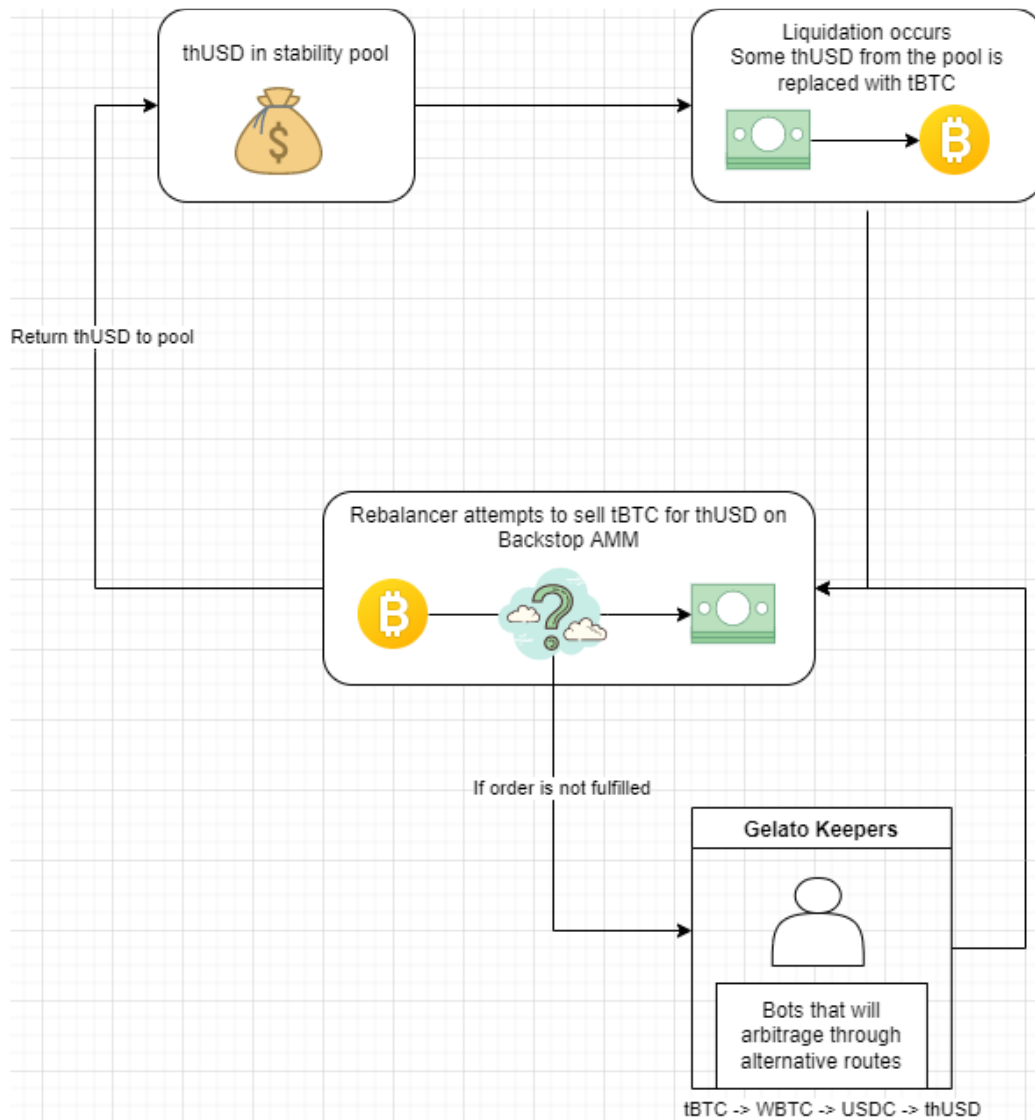 thUSD in stability pool
$
Liquidation occurs
Some thUSD from the pool is
replaced with tBTC
₿
Return thUSD to pool
Rebalancer attempts to sell tBTC for thUSD on
Backstop AMM
₿
?
If order is not fulfilled
Gelato Keepers
Bots that will
arbitrage through
alternative routes
tBTC -> WBTC -> USDC -> thUSD